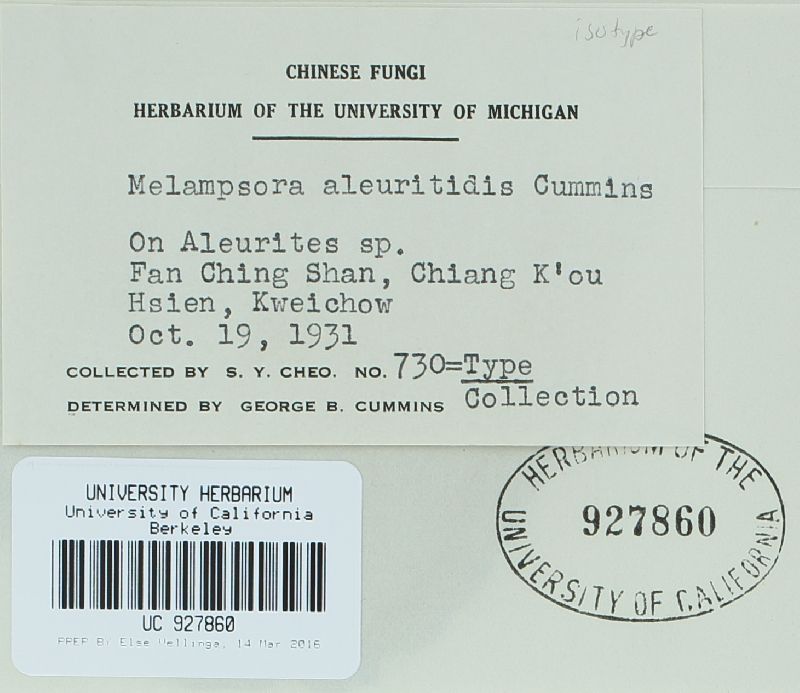 isotype
CHINESE FUNGI
HERBARIUM OF THE UNIVERSITY OF MICHIGAN
Melampsora aleuritidis Cummins
On Aleurites sp.
Fan Ching Shan, Chiang K'ou
Hsien, Kweichow
Oct. 19, 1931
COLLECTED BY S. Y. CHEO. NO. 730=Type
Collection
DETERMINED BY GEORGE B. CUMMINS
HERBARIUM OF THE
927860
UNIVERSITY OF CALIFORNIA
UNIVERSITY HERBARIUM
University of California
Berkeley
UC 927860
PREP By Else Vellinga, 14 Mar 2016